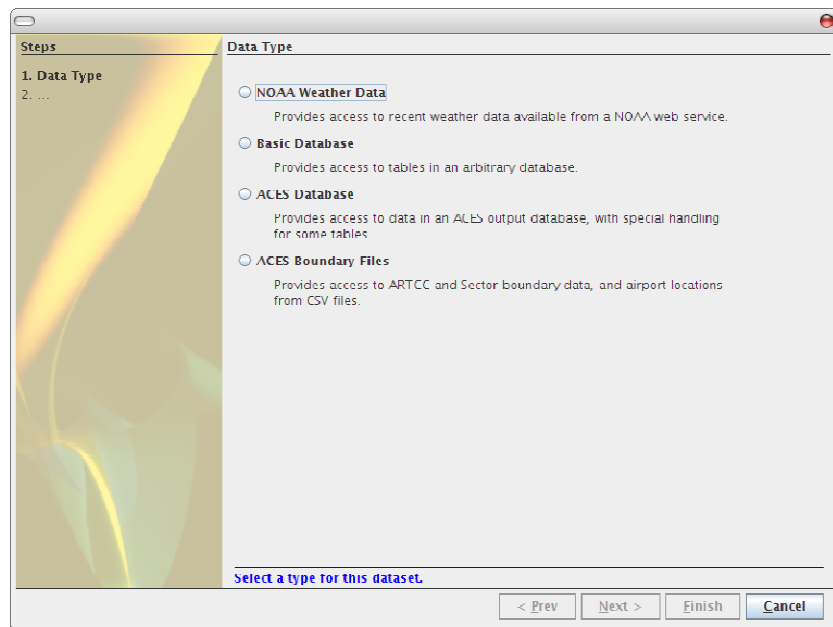 Steps
1. Data Type
2. ...
Data Type
NOAA Weather Data
Provides access to recent weather data available from a NOAA web service.
Basic Database
Provides access to tables in an arbitrary database.
ACES Database
Provides access to data in an ACES output database, with special handling
for some tables
ACES Boundary Files
Provides access to ARTCC and Sector boundary data, and airport locations
from CSV files.
Select a type for this dataset.
< Prev
Next >
Finish
Cancel